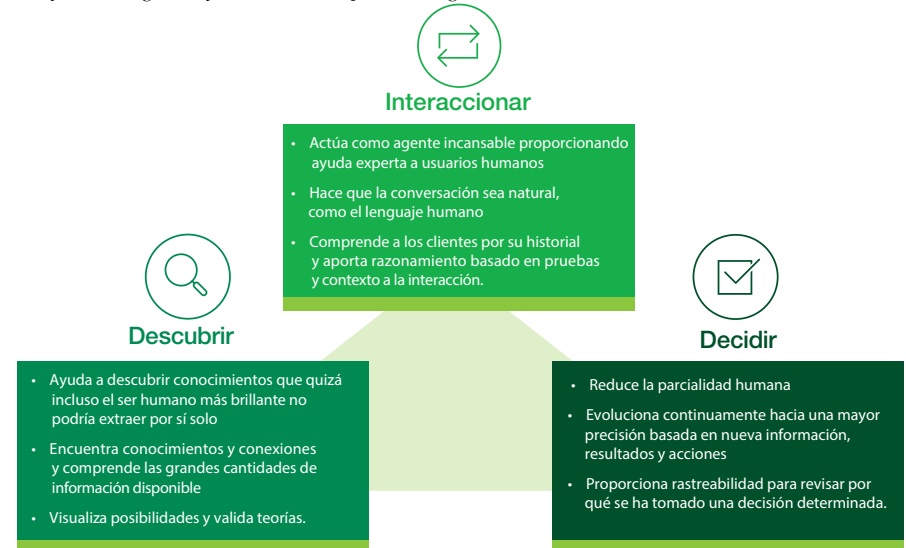 Interaccionar
• Actúa como agente incansable proporcionando
ayuda experta a usuarios humanos
• Hace que la conversación sea natural,
como el lenguaje humano
• Comprende a los clientes por su historial
y aporta razonamiento basado en pruebas
y contexto a la interacción.
Descubrir
• Ayuda a descubrir conocimientos que quizá
incluso el ser humano más brillante no
podría extraer por sí solo
• Encuentra conocimientos y conexiones
y comprende las grandes cantidades de
información disponible
• Visualiza posibilidades y valida teorías.
Decidir
• Reduce la parcialidad humana
• Evoluciona continuamente hacia una mayor
precisión basada en nueva información,
resultados y acciones
• Proporciona rastreabilidad para revisar por
qué se ha tomado una decisión determinada.